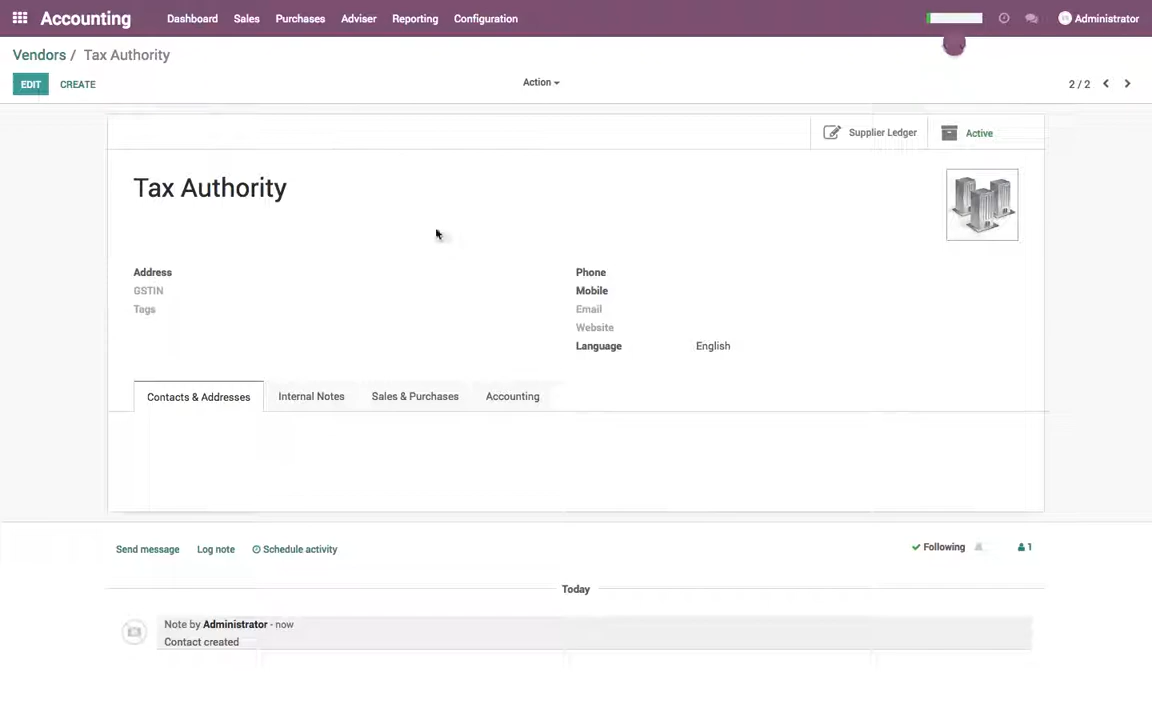 Accounting Dashboard Sales Purchases Adviser Reporting Configuration Administrator
Vendors / Tax Authority
EDIT CREATE Action 2 / 2
Supplier Ledger Active
Tax Authority
Address Phone
GSTIN Mobile
Tags Email
Website
Language English
Contacts & Addresses Internal Notes Sales & Purchases Accounting
Send message Log note Schedule activity Following 1
Today
Note by Administrator - now
Contact created